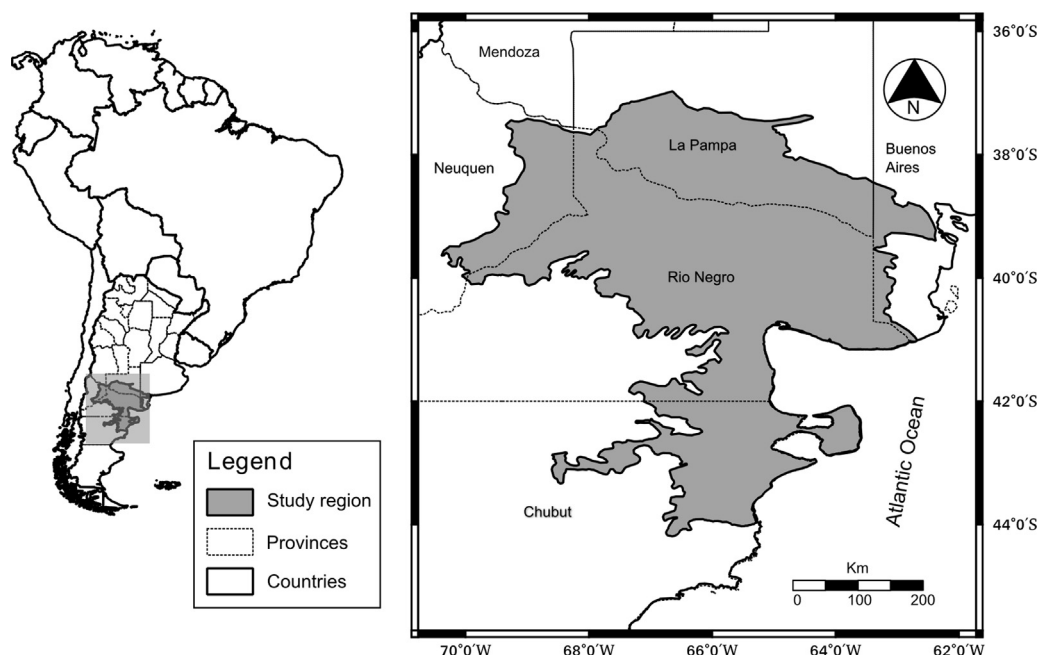 Legend
Study region
Provinces
Countries
Mendoza
Neuquen
La Pampa
Buenos
Aires
Rio Negro
Chubut
Atlantic Ocean
N
Km
0 100 200
36°0´S
38°0´S
40°0´S
42°0´S
44°0´S
70°0´W 68°0´W 66°0´W 64°0´W 62°0´W